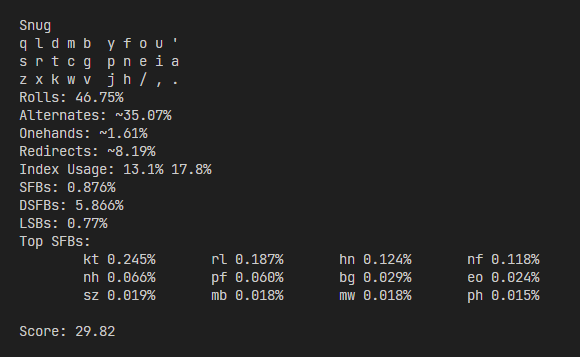 Snug
q l d m b  y f o u '
s r t c g  p n e i a
z x k w v  j h / , .
Rolls: 46.75%
Alternates: ~35.07%
Onehands: ~1.61%
Redirects: ~8.19%
Index Usage: 13.1% 17.8%
SFBs: 0.876%
DSFBs: 5.866%
LSBs: 0.77%
Top SFBs:
kt 0.245% rl 0.187% hn 0.124% nf 0.118%
nh 0.066% pf 0.060% bg 0.029% eo 0.024%
sz 0.019% mb 0.018% mw 0.018% ph 0.015%
Score: 29.82